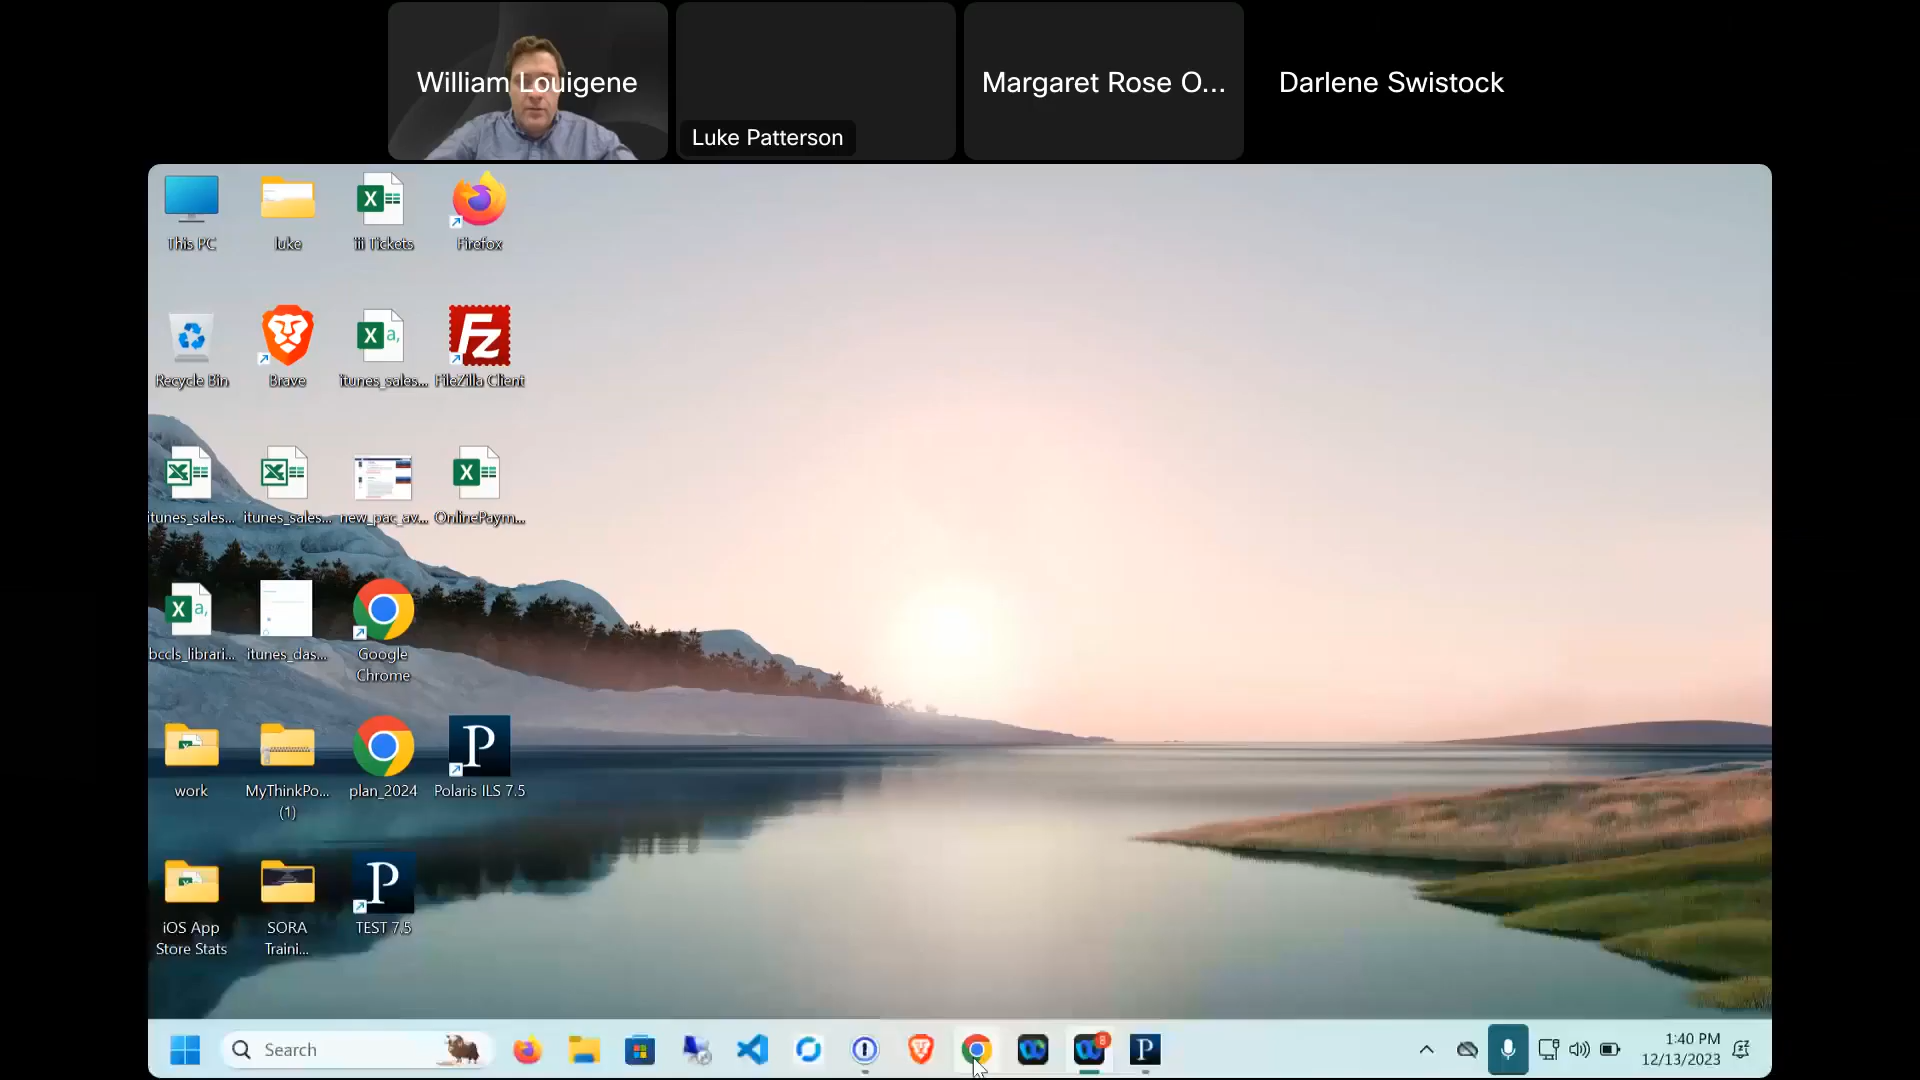 William Louigene
Luke Patterson
Margaret Rose O...
Darlene Swistock
This PC
luke
iii Tickets
Firefox
Recycle Bin
Brave
itunes_sales...
FileZilla Client
itunes_sales...
itunes_sales...
new_pac_av...
OnlinePaym...
bccls_librari...
itunes_das...
Google
Chrome
work
MyThinkPo...
(1)
plan_2024
Polaris ILS 7.5
iOS App
Store Stats
SORA
Traini...
TEST 7.5
Search
8
1:40 PM
12/13/2023